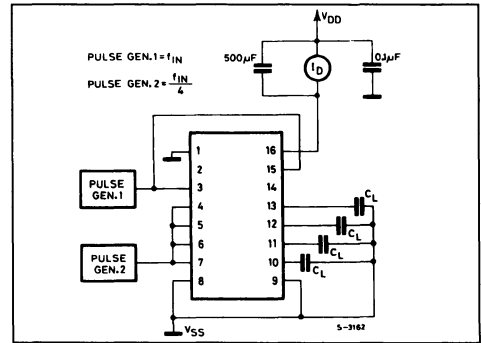 VDD
PULSE GEN.1 = fIN
500µF
ID
0.1µF
PULSE GEN.2 = fIN/4
1 16
2 15
PULSE GEN.1
3 14
4 13
CL
5 12
CL
6 11
CL
PULSE GEN.2
7 10
CL
8 9
VSS
S-3162